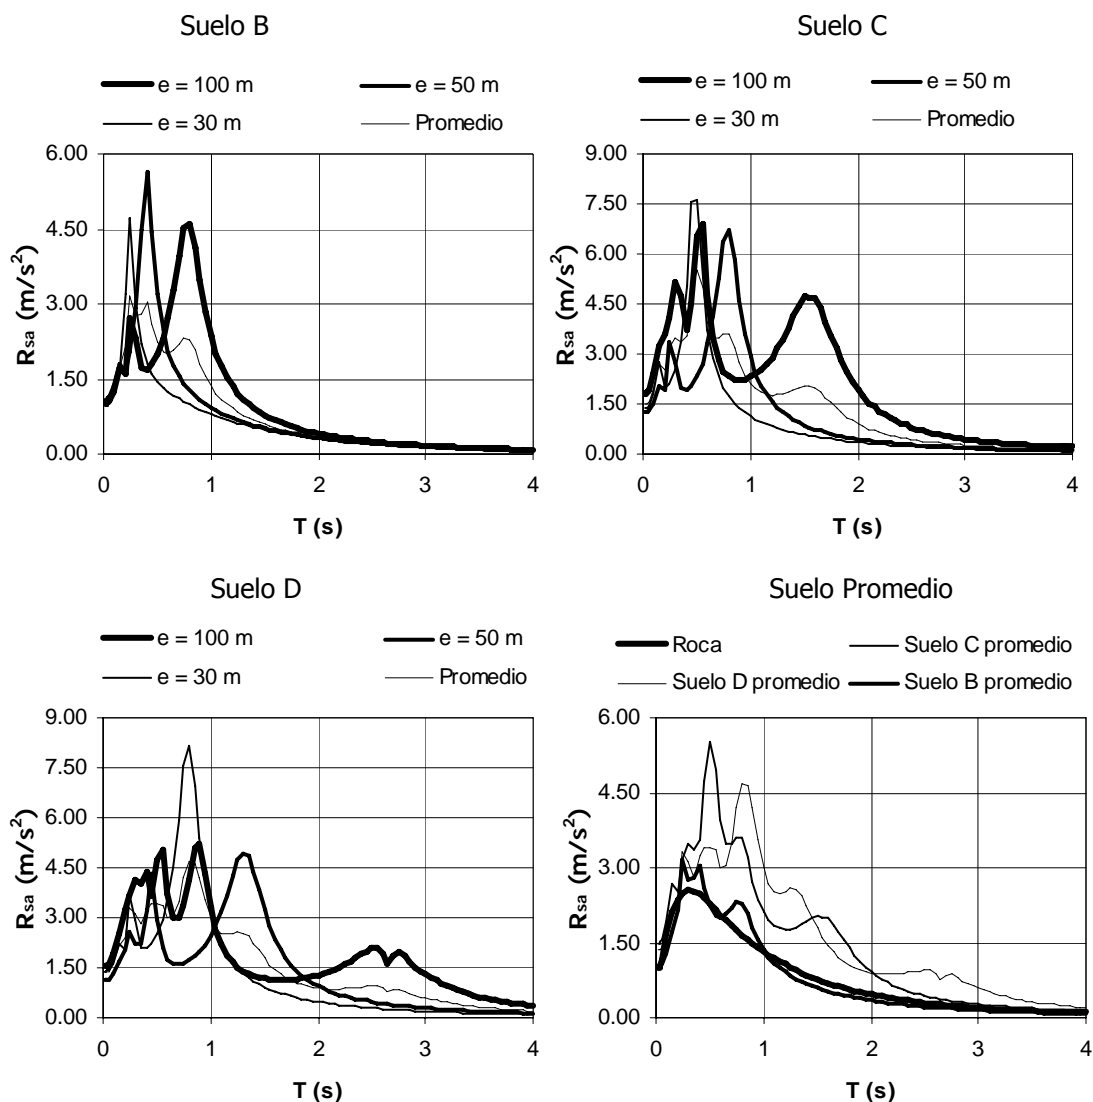 Suelo B
e = 100 m
e = 50 m
e = 30 m
Promedio
6.00
4.50
3.00
1.50
0.00
Rsa (m/s²)
0 1 2 3 4
T (s)
Suelo C
e = 100 m
e = 50 m
e = 30 m
Promedio
9.00
7.50
6.00
4.50
3.00
1.50
0.00
Rsa (m/s²)
0 1 2 3 4
T (s)
Suelo D
e = 100 m
e = 50 m
e = 30 m
Promedio
9.00
7.50
6.00
4.50
3.00
1.50
0.00
Rsa (m/s²)
0 1 2 3 4
T (s)
Suelo Promedio
Roca
Suelo C promedio
Suelo D promedio
Suelo B promedio
6.00
4.50
3.00
1.50
0.00
Rsa (m/s²)
0 1 2 3 4
T (s)